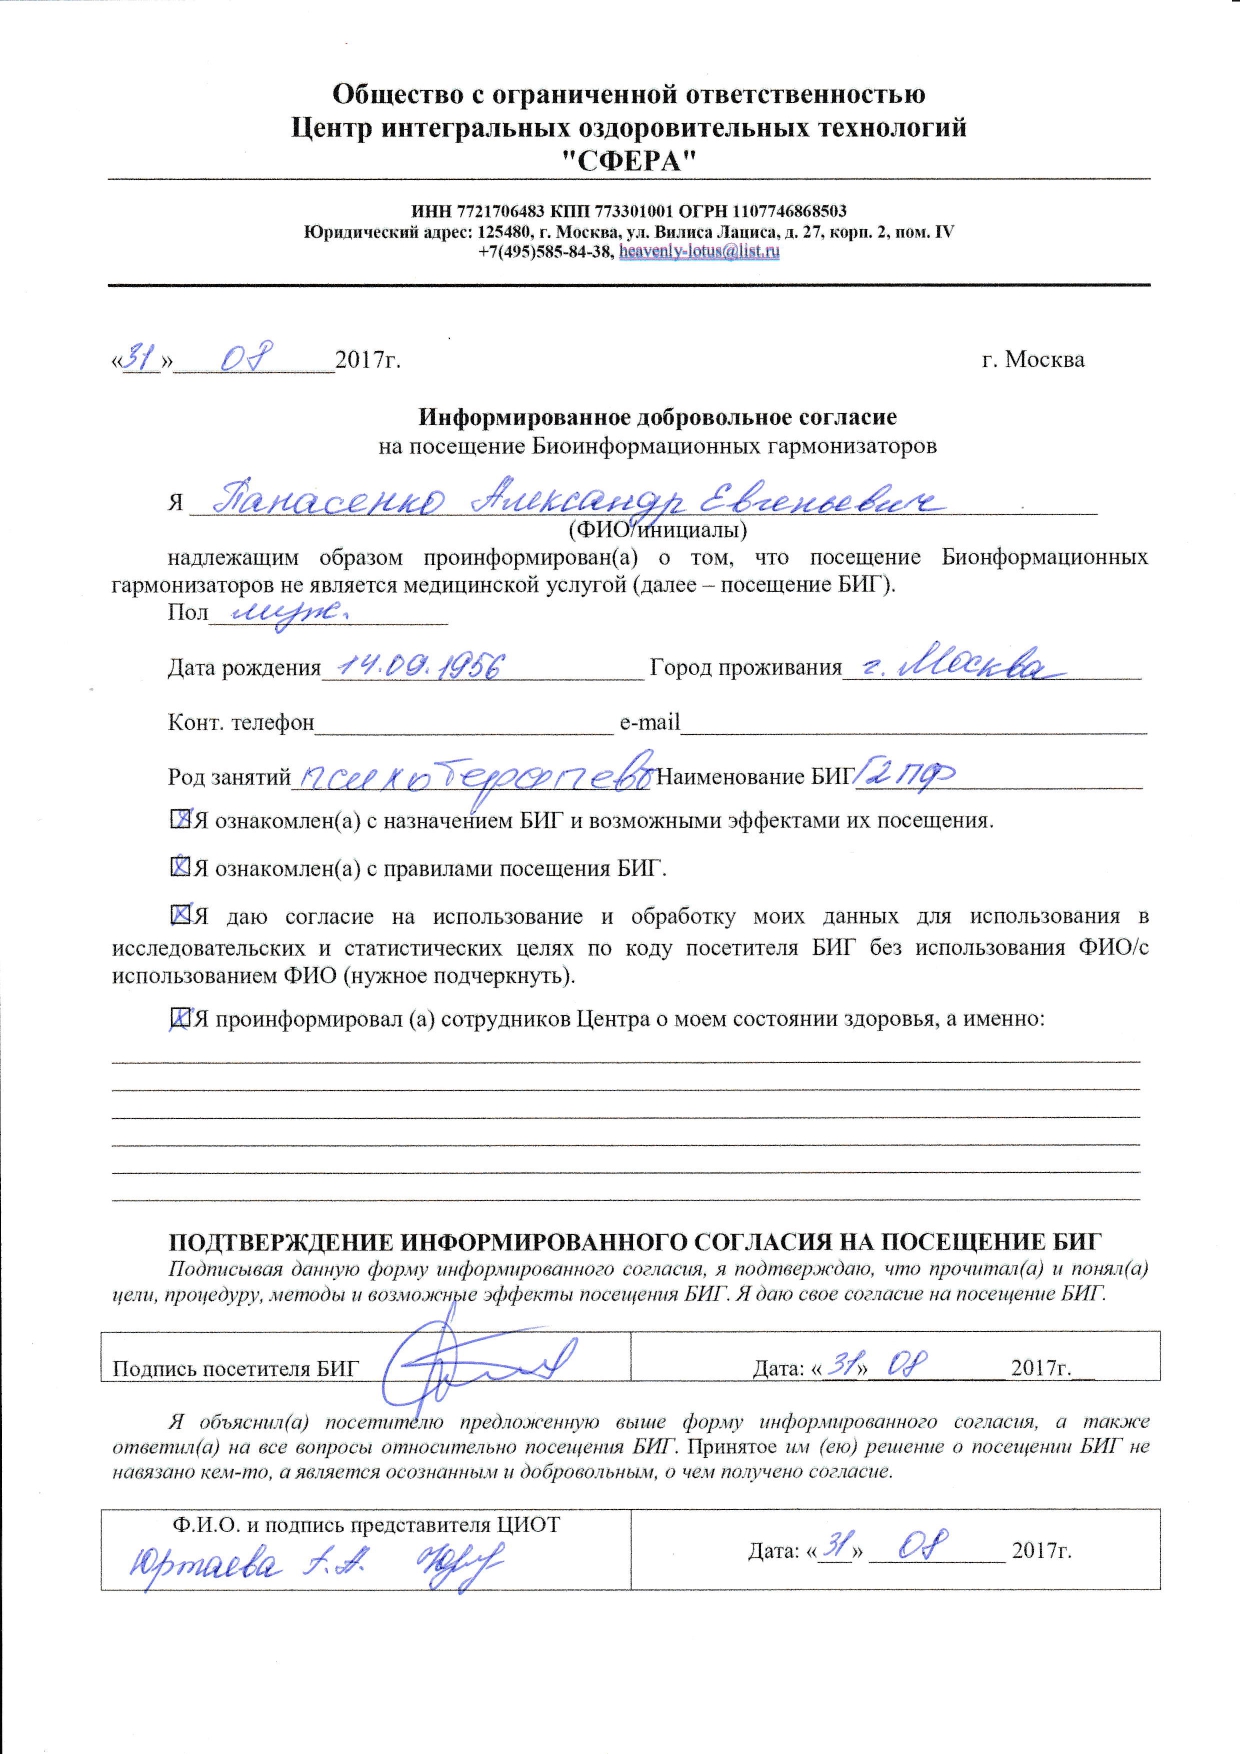 Общество с ограниченной ответственностью
Центр интегральных оздоровительных технологий
"СФЕРА"
ИНН 7721706483 КПП 773301001 ОГРН 1107746868503
Юридический адрес: 125480, г. Москва, ул. Вилиса Лациса, д. 27, корп. 2, пом. IV
+7(495)585-84-38, heavenly-lotus@list.ru
«31» 08 2017г. г. Москва
Информированное добровольное согласие
на посещение Биоинформационных гармонизаторов
Я Панасенко Александр Евгеньевич
(ФИО/инициалы)
надлежащим образом проинформирован(а) о том, что посещение Бионформационных
гармонизаторов не является медицинской услугой (далее – посещение БИГ).
Пол муж.
Дата рождения 14.09.1956 Город проживания г. Москва
Конт. телефон e-mail
Род занятий психотерапевт Наименование БИГ Г2ПФ
Я ознакомлен(а) с назначением БИГ и возможными эффектами их посещения.
Я ознакомлен(а) с правилами посещения БИГ.
Я даю согласие на использование и обработку моих данных для использования в
исследовательских и статистических целях по коду посетителя БИГ без использования ФИО/с
использованием ФИО (нужное подчеркнуть).
Я проинформировал (а) сотрудников Центра о моем состоянии здоровья, а именно:
ПОДТВЕРЖДЕНИЕ ИНФОРМИРОВАННОГО СОГЛАСИЯ НА ПОСЕЩЕНИЕ БИГ
Подписывая данную форму информированного согласия, я подтверждаю, что прочитал(а) и понял(а)
цели, процедуру, методы и возможные эффекты посещения БИГ. Я даю свое согласие на посещение БИГ.
Подпись посетителя БИГ Дата: «31» 08 2017г.
Я объяснил(а) посетителю предложенную выше форму информированного согласия, а также
ответил(а) на все вопросы относительно посещения БИГ. Принятое им (ею) решение о посещении БИГ не
навязано кем-то, а является осознанным и добровольным, о чем получено согласие.
Ф.И.О. и подпись представителя ЦИОТ
Юртаева Г.А. Дата: «31» 08 2017г.